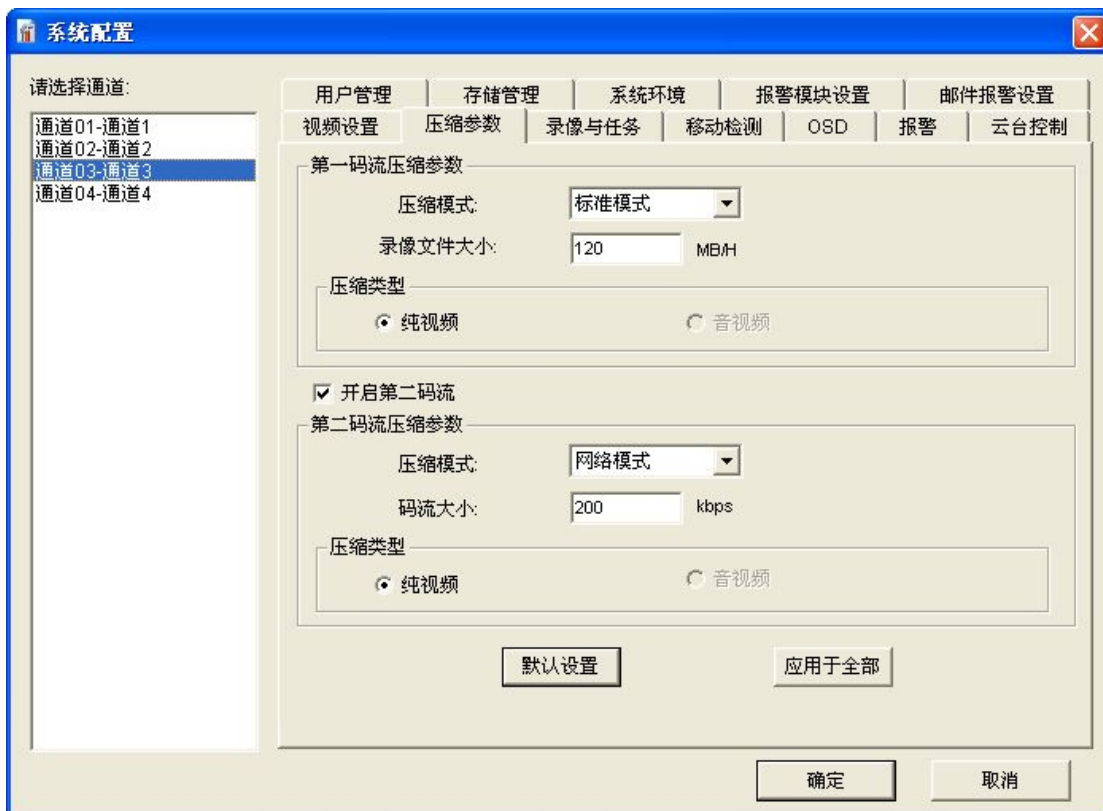 系统配置
请选择通道:
通道01-通道1
通道02-通道2
通道03-通道3
通道04-通道4
用户管理 存储管理 系统环境 报警模块设置 邮件报警设置
视频设置 压缩参数 录像与任务 移动检测 OSD 报警 云台控制
第一码流压缩参数
压缩模式: 标准模式
录像文件大小: 120 MB/H
压缩类型
纯视频 音视频
开启第二码流
第二码流压缩参数
压缩模式: 网络模式
码流大小: 200 kbps
压缩类型
纯视频 音视频
默认设置 应用于全部
确定 取消